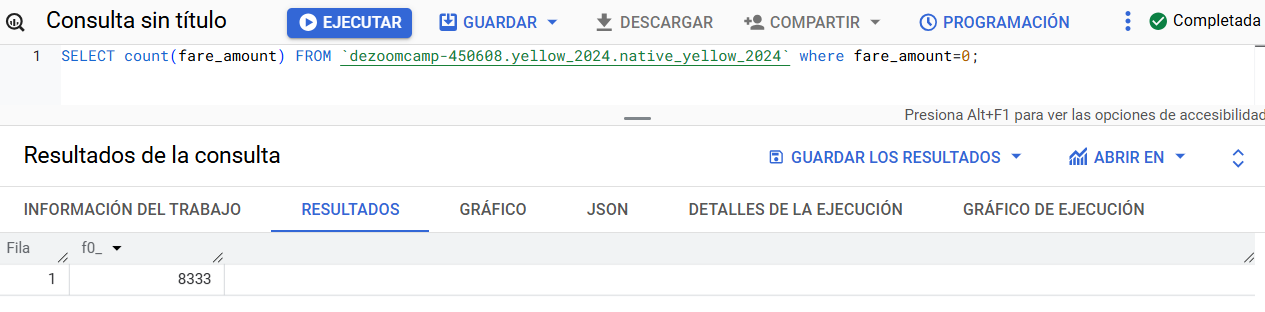 Consulta sin título EJECUTAR GUARDAR DESCARGAR COMPARTIR PROGRAMACIÓN Completada
1 SELECT count(fare_amount) FROM `dezoomcamp-450608.yellow_2024.native_yellow_2024` where fare_amount=0;
Presiona Alt+F1 para ver las opciones de accesibilidad
Resultados de la consulta GUARDAR LOS RESULTADOS ABRIR EN
INFORMACIÓN DEL TRABAJO RESULTADOS GRÁFICO JSON DETALLES DE LA EJECUCIÓN GRÁFICO DE EJECUCIÓN
Fila f0_
1 8333